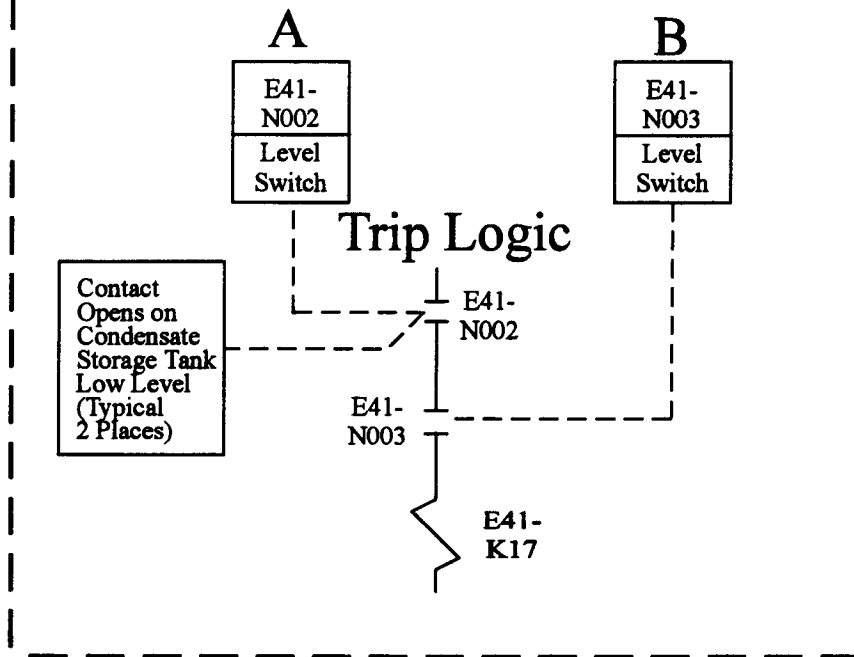 A
B
E41-
N002
Level
Switch
E41-
N003
Level
Switch
Trip Logic
Contact
Opens on
Condensate
Storage Tank
Low Level
(Typical
2 Places)
E41-
N002
E41-
N003
E41-
K17